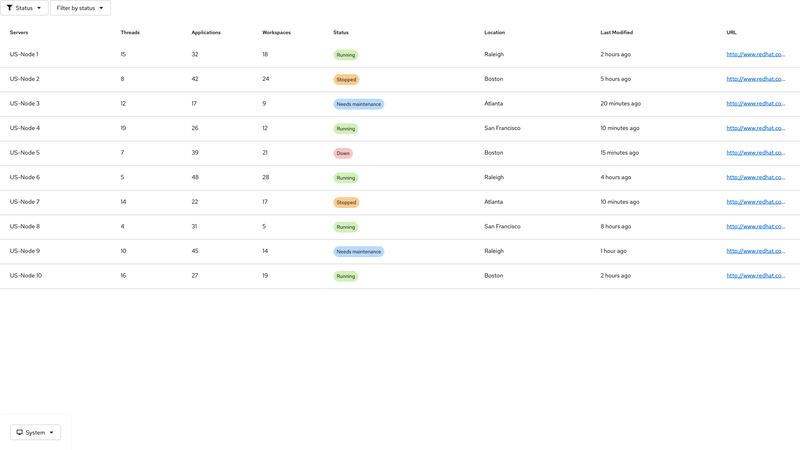 Status Filter by status
Servers Threads Applications Workspaces Status Location Last Modified URL
US-Node 1 15 32 18 Running Raleigh 2 hours ago http://www.redhat.co...
US-Node 2 8 42 24 Stopped Boston 5 hours ago http://www.redhat.co...
US-Node 3 12 17 9 Needs maintenance Atlanta 20 minutes ago http://www.redhat.co...
US-Node 4 19 26 12 Running San Francisco 10 minutes ago http://www.redhat.co...
US-Node 5 7 39 21 Down Boston 15 minutes ago http://www.redhat.co...
US-Node 6 5 48 28 Running Raleigh 4 hours ago http://www.redhat.co...
US-Node 7 14 22 17 Stopped Atlanta 10 minutes ago http://www.redhat.co...
US-Node 8 4 31 5 Running San Francisco 8 hours ago http://www.redhat.co...
US-Node 9 10 45 14 Needs maintenance Raleigh 1 hour ago http://www.redhat.co...
US-Node 10 16 27 19 Running Boston 2 hours ago http://www.redhat.co...
System